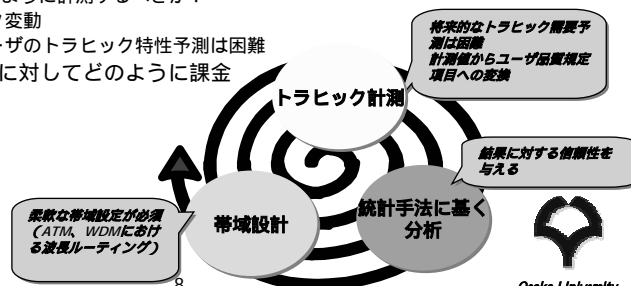 ように計測するべきか?
変動
ーザのトラヒック特性予測は困難
に対してどのように課金
将来的なトラヒック需要予
測は困難
計測値からユーザ品質規定
項目への変換
トラヒック計測
結果に対する信頼性を
与える
柔軟な帯域設定が必須
(ATM、WDMにおけ
る波長ルーティング)
帯域設計
統計手法に基く
分析
8
Osaka University